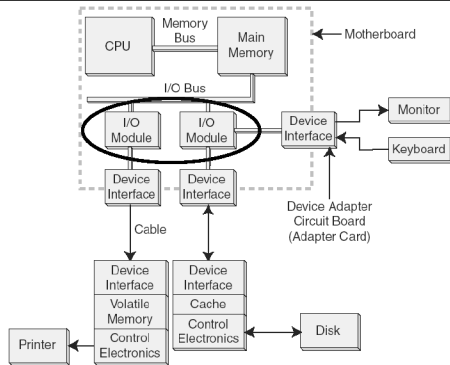 Memory
Bus
CPU
Main
Memory
Motherboard
I/O Bus
I/O
Module
I/O
Module
Device
Interface
Monitor
Keyboard
Device
Interface
Device
Interface
Device Adapter
Circuit Board
(Adapter Card)
Cable
Device
Interface
Volatile
Memory
Control
Electronics
Device
Interface
Cache
Control
Electronics
Printer
Disk